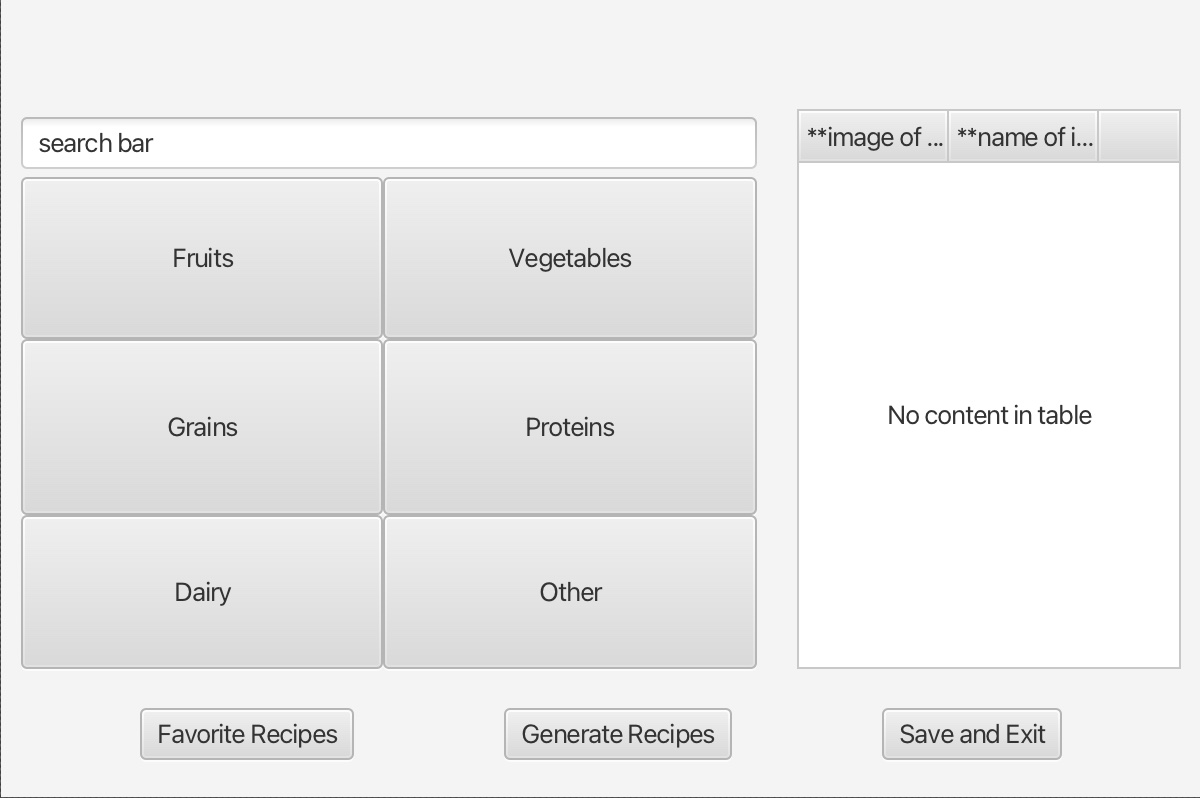 search bar
**image of ...
**name of i...
Fruits
Vegetables
Grains
Proteins
No content in table
Dairy
Other
Favorite Recipes
Generate Recipes
Save and Exit